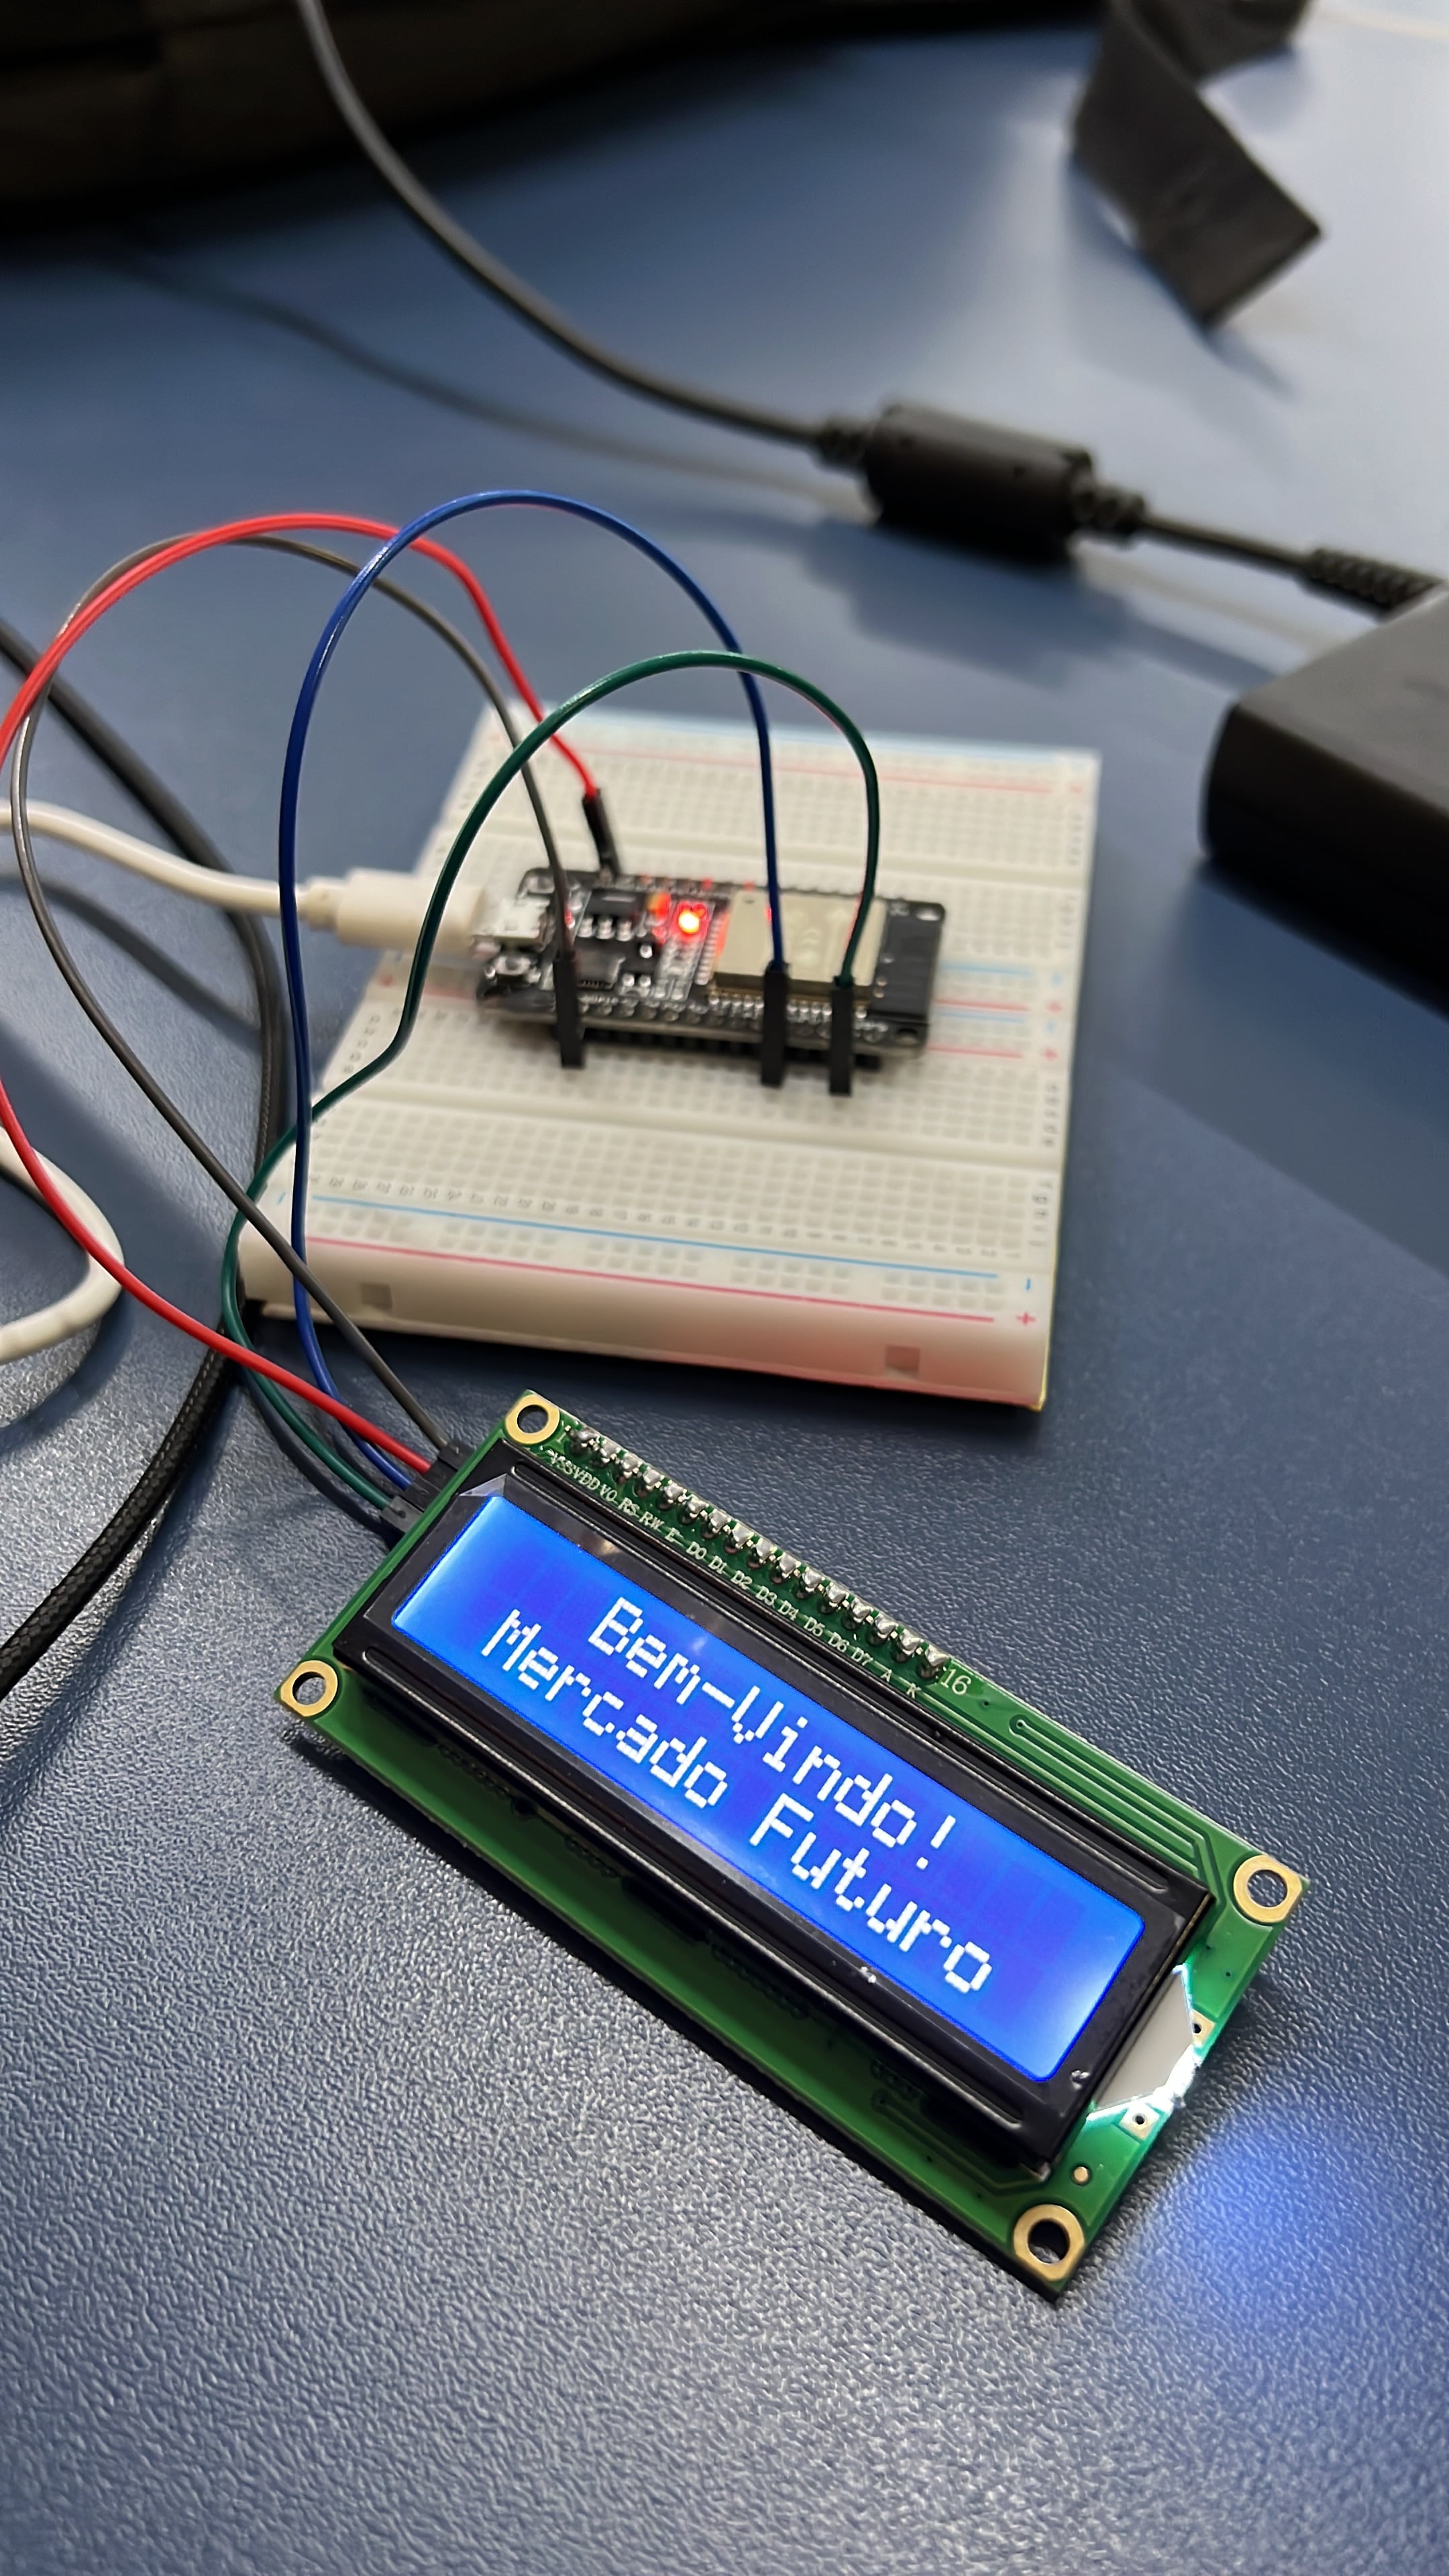 Bem-Vindo!
Mercado Futuro
VSS VDD VO RS RW E D0 D1 D2 D3 D4 D5 D6 D7 A K
16